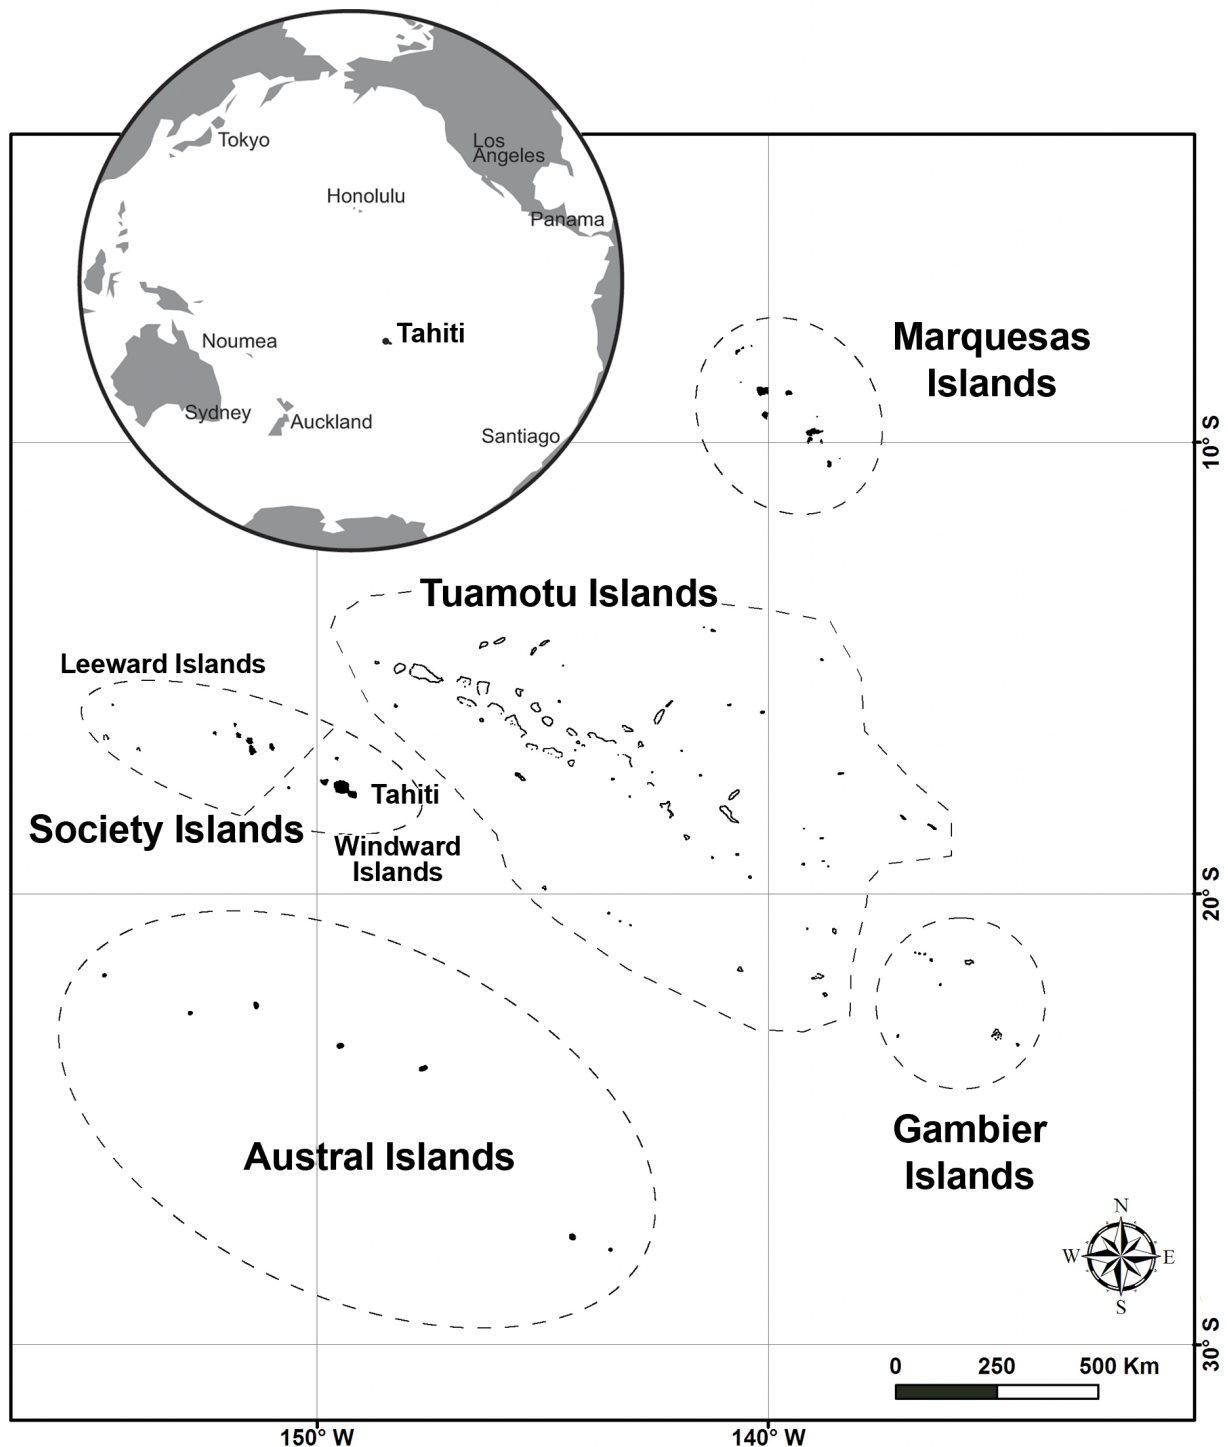 Tokyo
Los
Angeles
Honolulu
Panama
Tahiti
Noumea
Sydney
Auckland
Santiago
Marquesas
Islands
10° S
Tuamotu Islands
Leeward Islands
Tahiti
Society Islands
Windward
Islands
20° S
Austral Islands
Gambier
Islands
N
W
E
S
30° S
0
250
500 Km
150° W
140° W